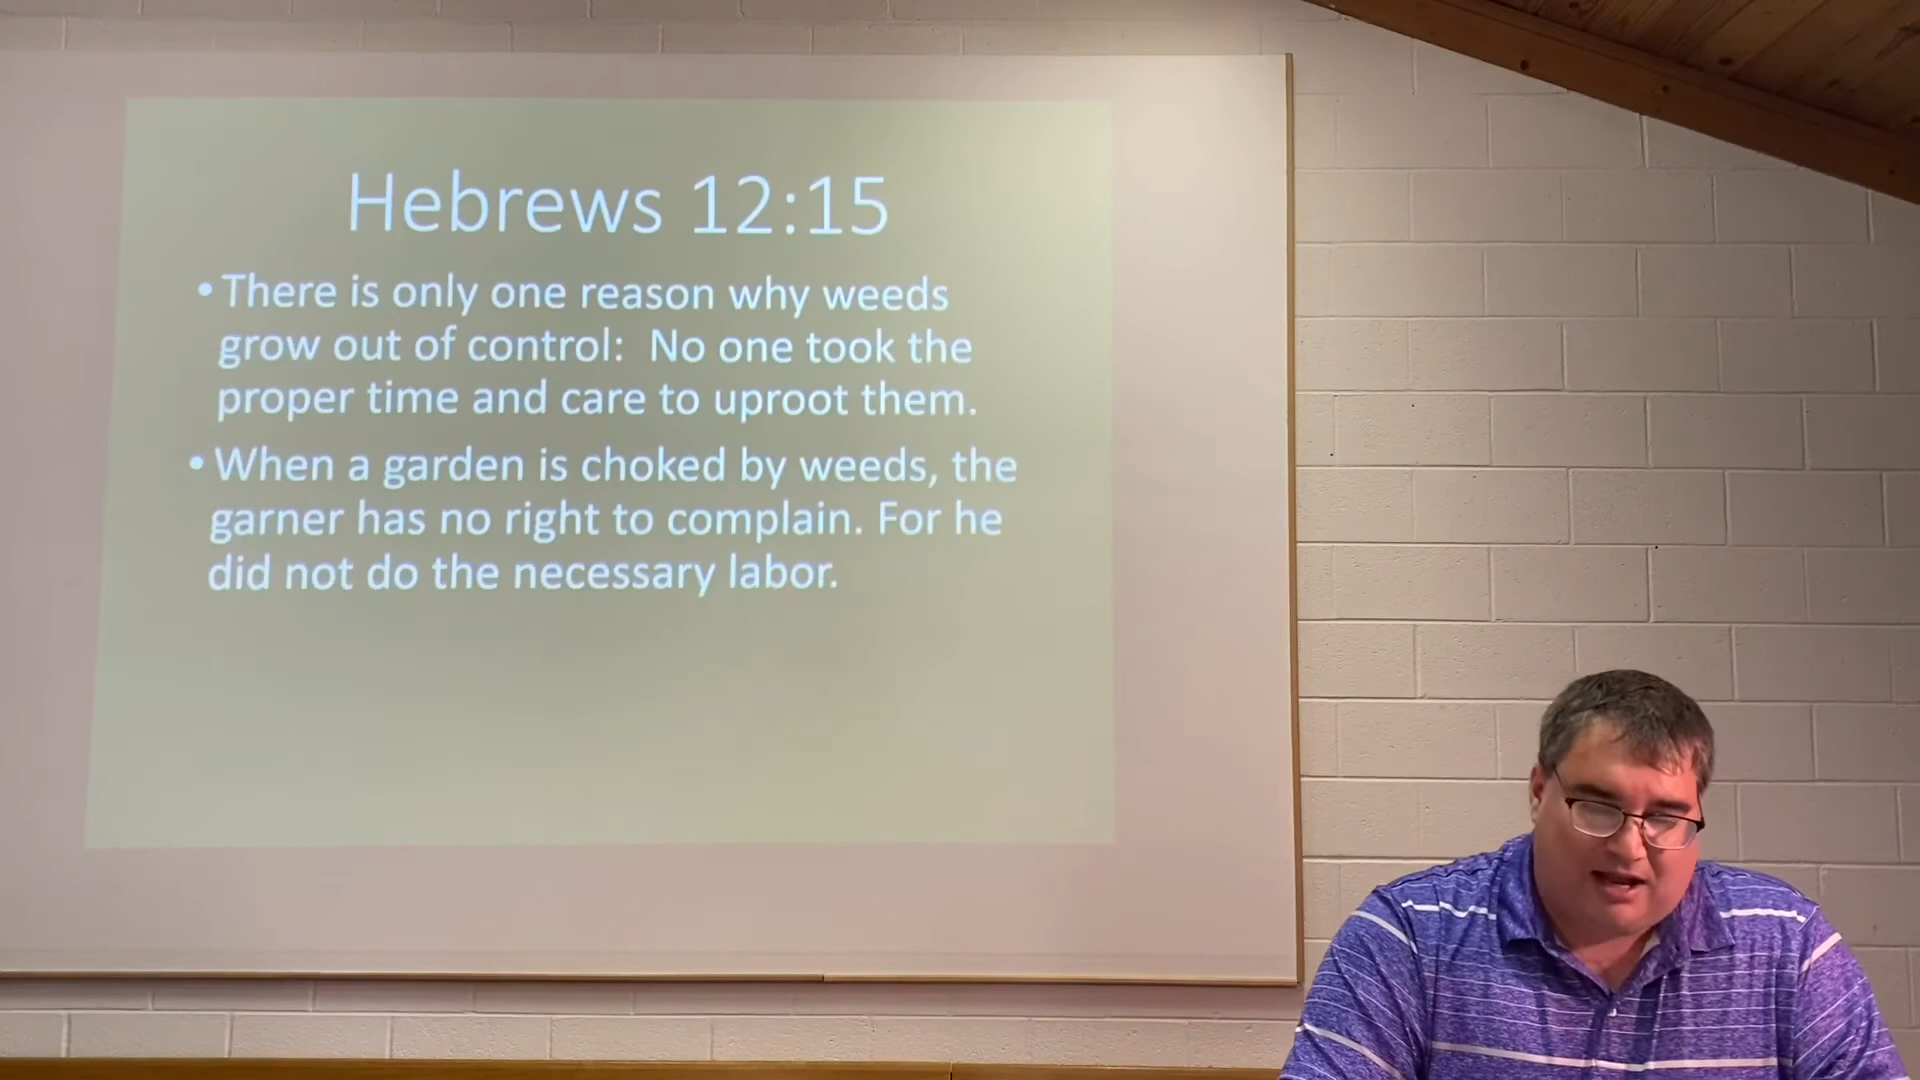 Hebrews 12:15
• There is only one reason why weeds
grow out of control:  No one took the
proper time and care to uproot them.
• When a garden is choked by weeds, the
garner has no right to complain. For he
did not do the necessary labor.